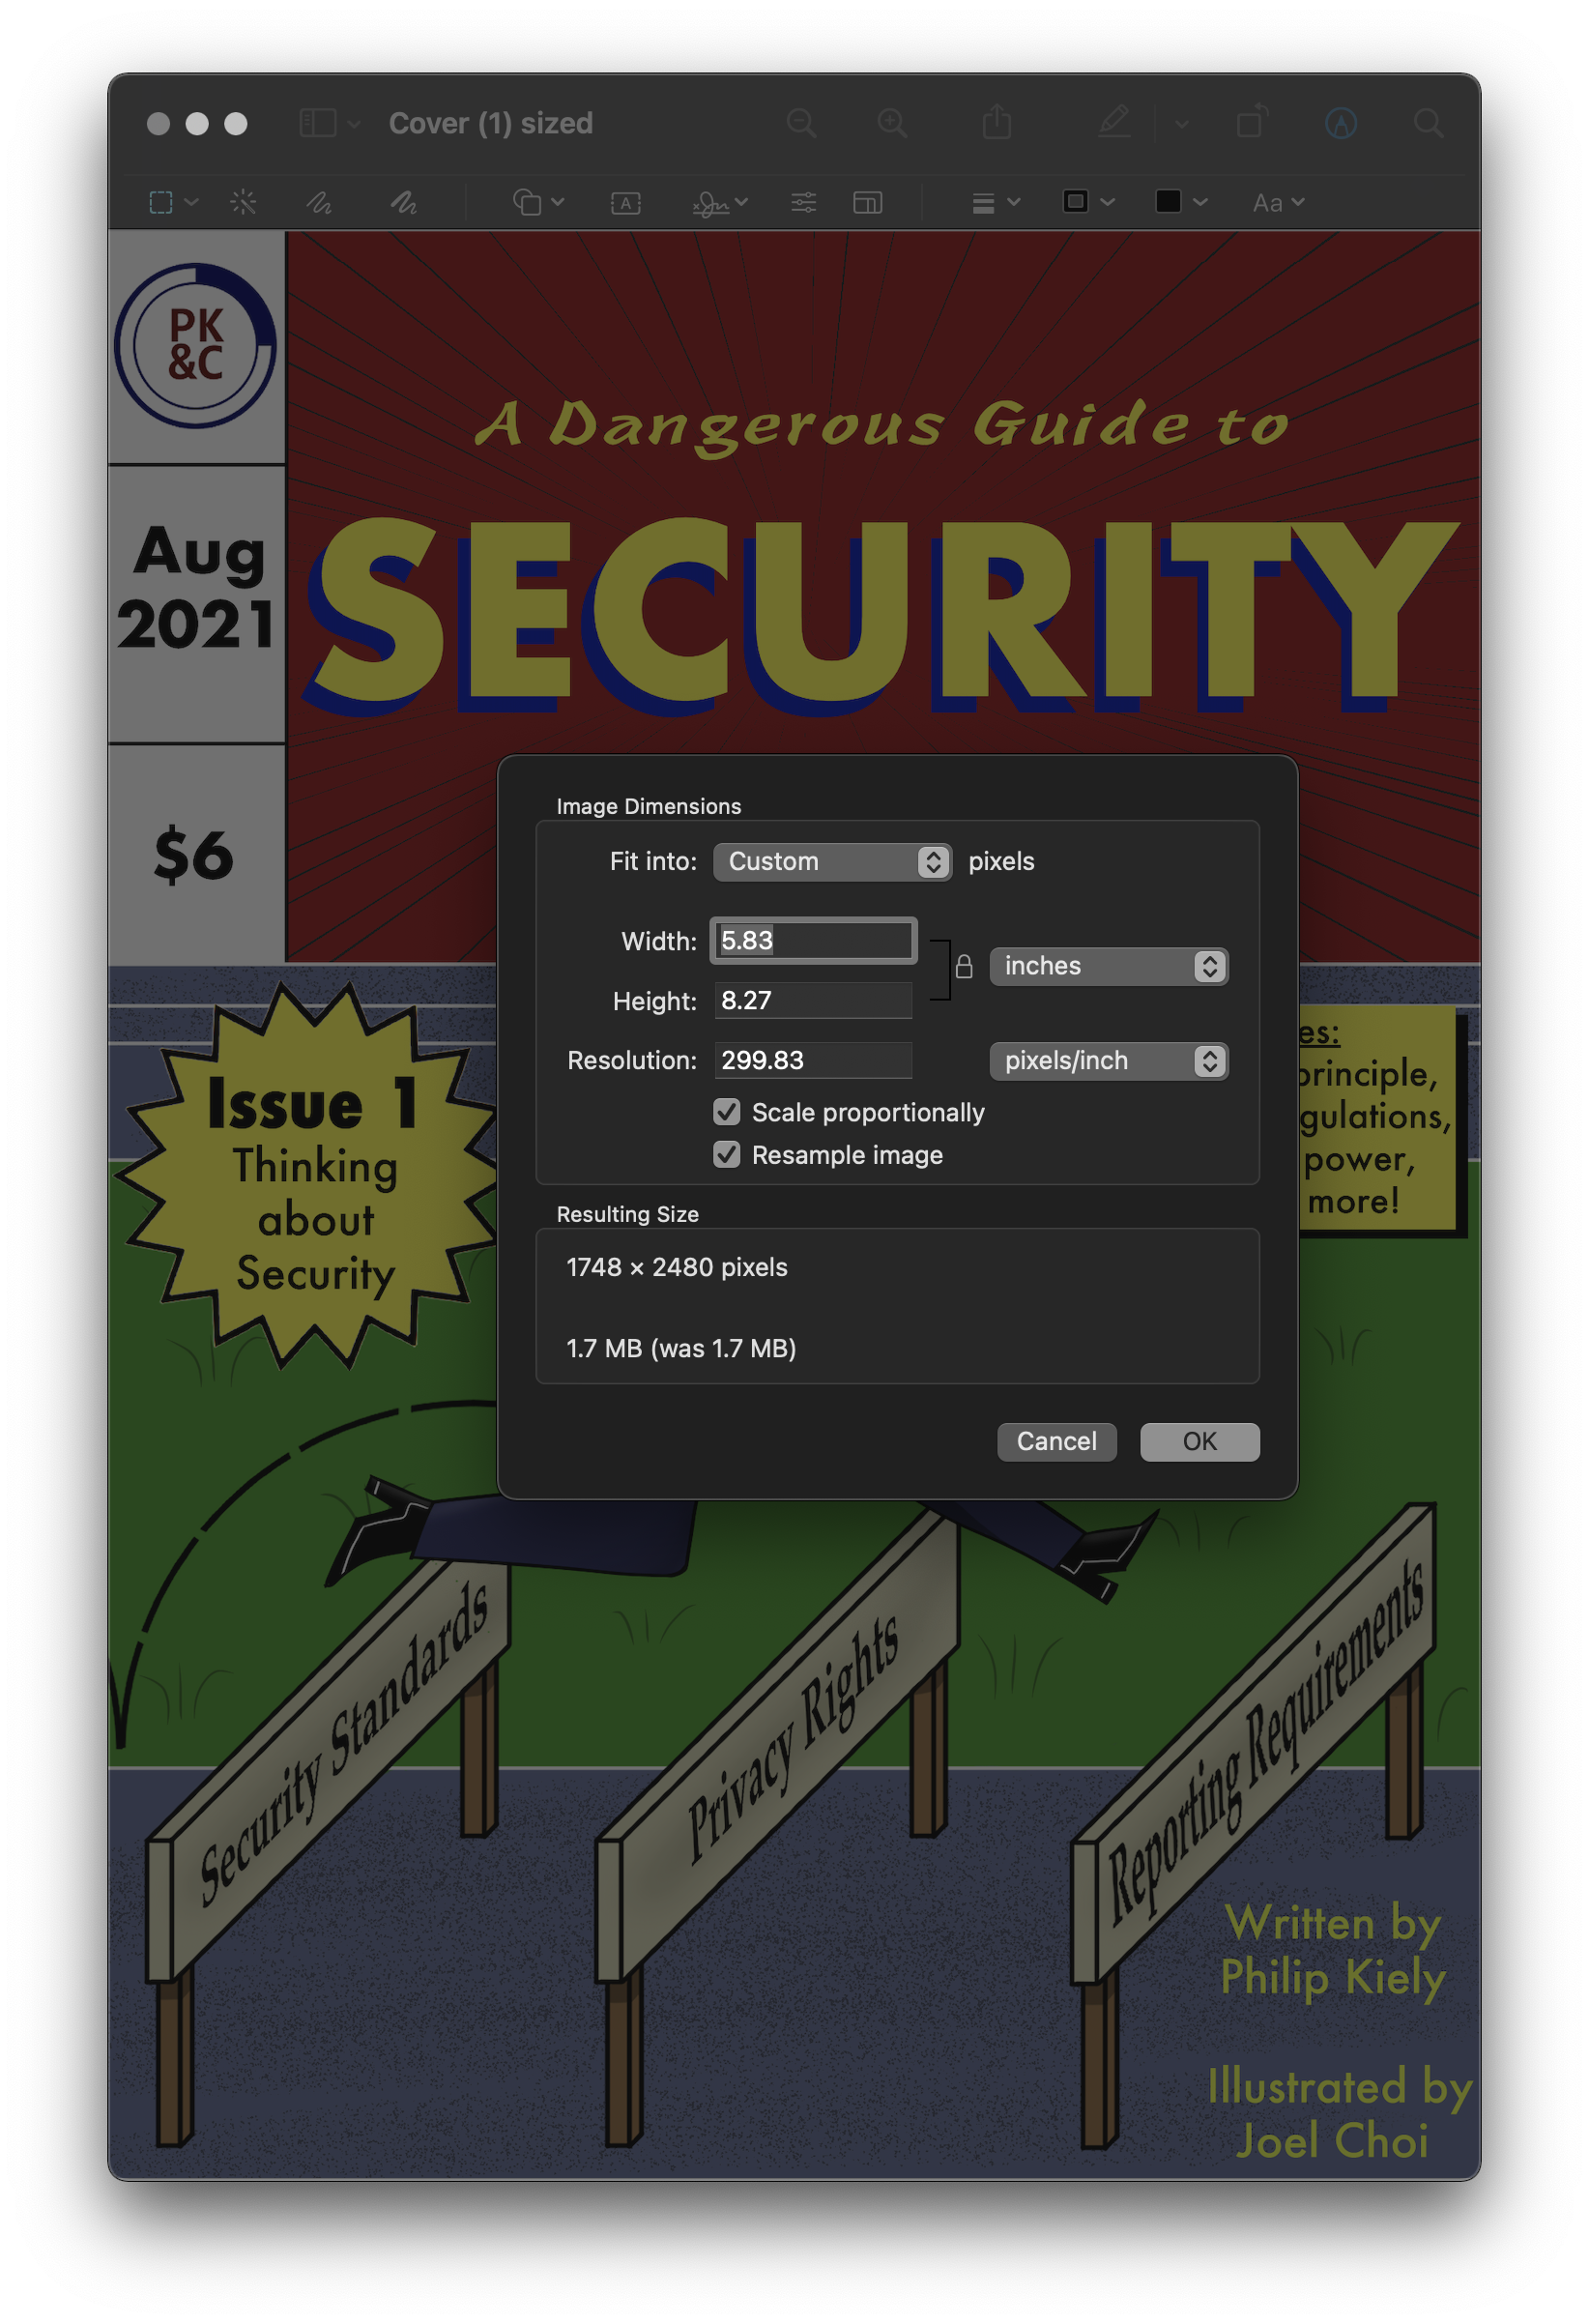 Cover (1) sized
A
Aa
PK
&C
Aug
2021
$6
A Dangerous Guide to
SECURITY
Image Dimensions
Fit into: Custom pixels
Width: 5.83
inches
Height: 8.27
Resolution: 299.83 pixels/inch
Scale proportionally
Resample image
Resulting Size
1748 × 2480 pixels
1.7 MB (was 1.7 MB)
Cancel OK
Issue 1
Thinking
about
Security
es:
principle,
gulations,
power,
more!
Security Standards
Privacy Rights
Reporting Requirements
Written by
Philip Kiely
Illustrated by
Joel Choi